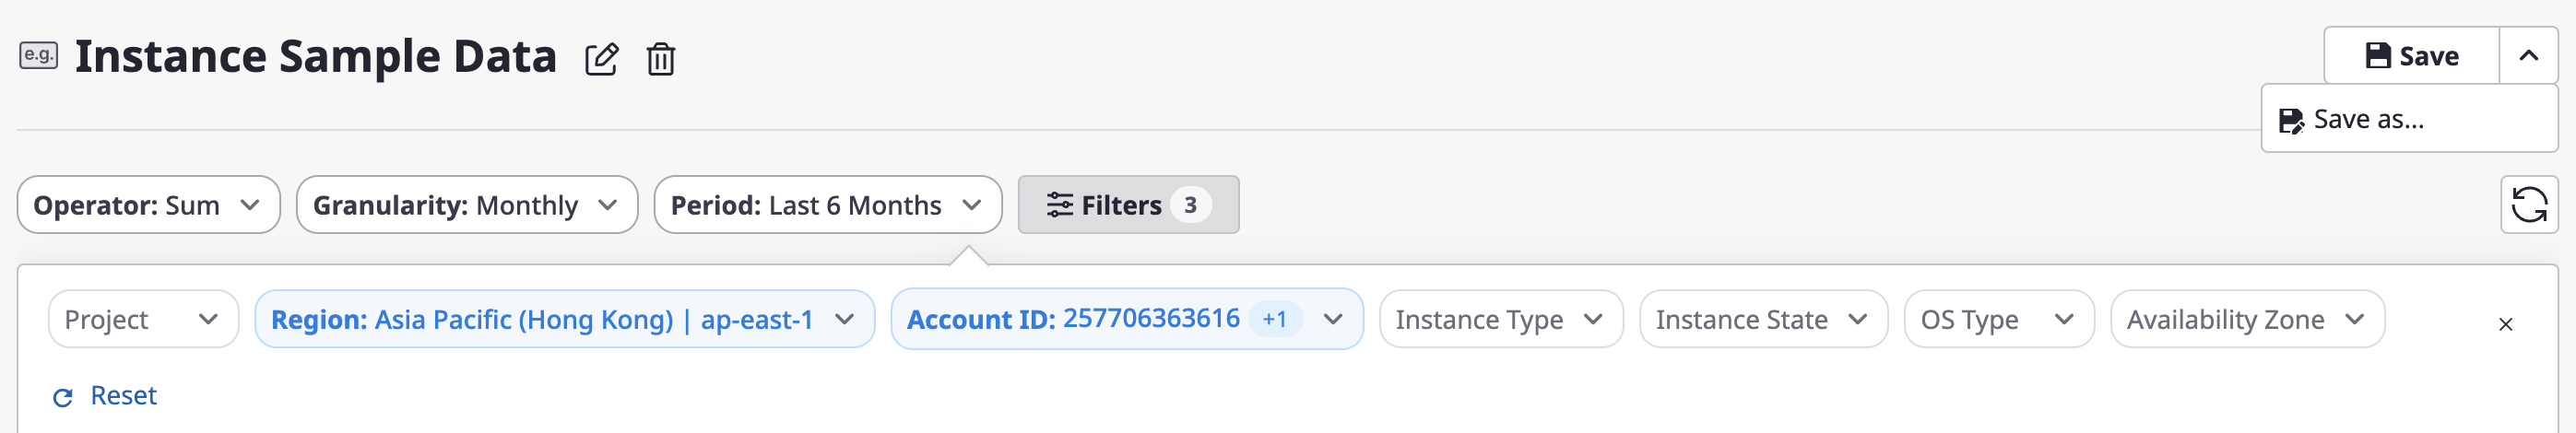 e.g. Instance Sample Data
Save
Save as...
Operator: Sum Granularity: Monthly Period: Last 6 Months Filters 3
Project Region: Asia Pacific (Hong Kong) | ap-east-1 Account ID: 257706363616 +1 Instance Type Instance State OS Type Availability Zone
Reset